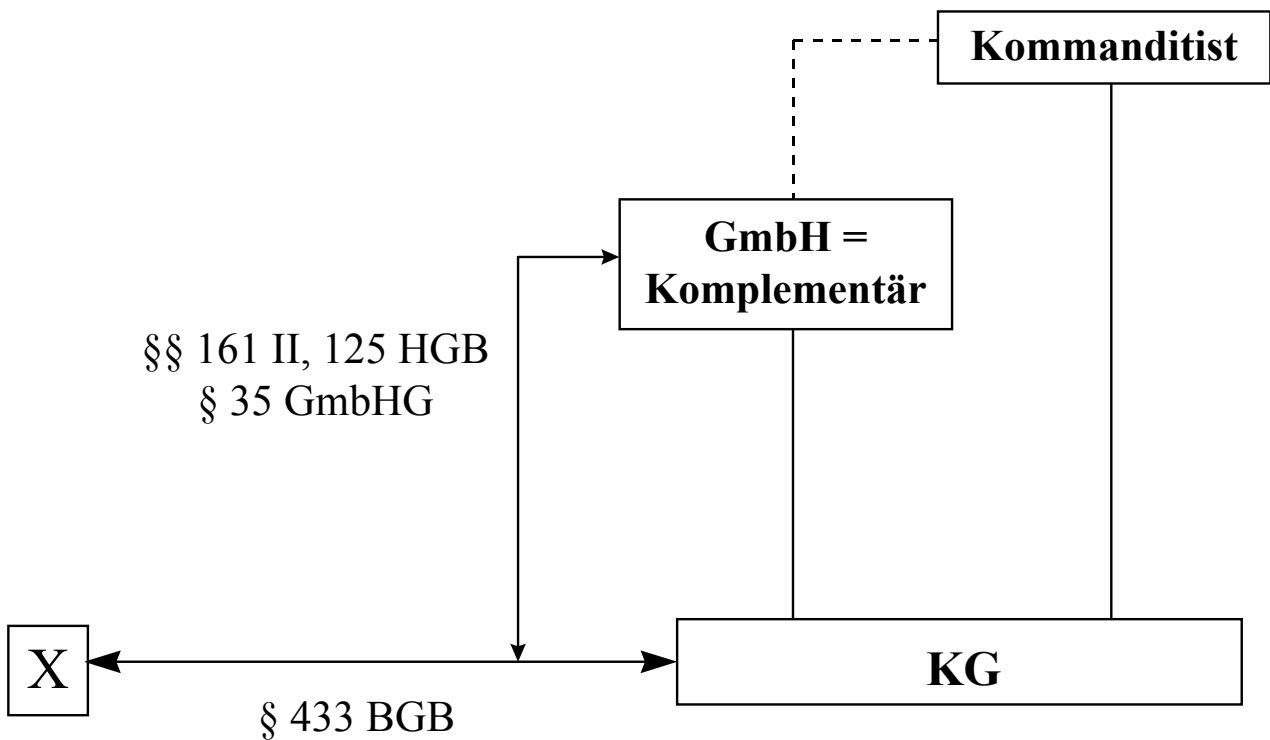 Kommanditist
GmbH =
Komplementär
§§ 161 II, 125 HGB
§ 35 GmbHG
X
KG
§ 433 BGB